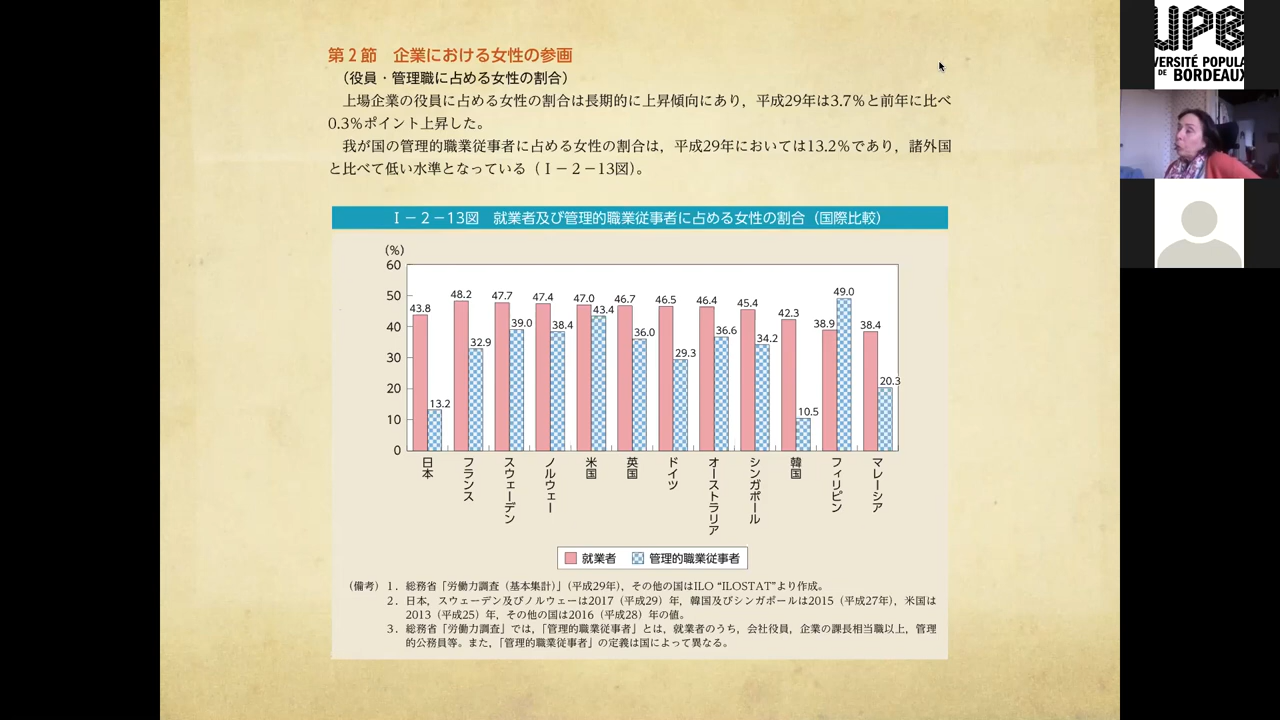 第2節 企業における女性の参画
（役員・管理職に占める女性の割合）
上場企業の役員に占める女性の割合は長期的に上昇傾向にあり，平成29年は3.7％と前年に比べ
0.3％ポイント上昇した。
我が国の管理的職業従事者に占める女性の割合は，平成29年においては13.2％であり，諸外国
と比べて低い水準となっている（Ⅰ－2－13図）。
Ⅰ－2－13図 就業者及び管理的職業従事者に占める女性の割合（国際比較）
(%)
60
50
40
30
20
10
0
43.8 13.2
48.2 32.9
47.7 39.0
47.4 38.4
47.0 43.4
46.7 36.0
46.5 29.3
46.4 36.6
45.4 34.2
42.3 10.5
38.9 49.0
38.4 20.3
日本
フランス
スウェーデン
ノルウェー
米国
英国
ドイツ
オーストラリア
シンガポール
韓国
フィリピン
マレーシア
就業者 管理的職業従事者
（備考）1．総務省「労働力調査（基本集計）」（平成29年），その他の国はILO “ILOSTAT”より作成。
2．日本，スウェーデン及びノルウェーは2017（平成29）年，韓国及びシンガポールは2015（平成27年），米国は
2013（平成25）年，その他の国は2016（平成28）年の値。
3．総務省「労働力調査」では，「管理的職業従事者」とは，就業者のうち，会社役員，企業の課長相当職以上，管理
的公務員等。また，「管理的職業従事者」の定義は国によって異なる。
UPB
VERSITÉ POPULA
DE BORDEAUX